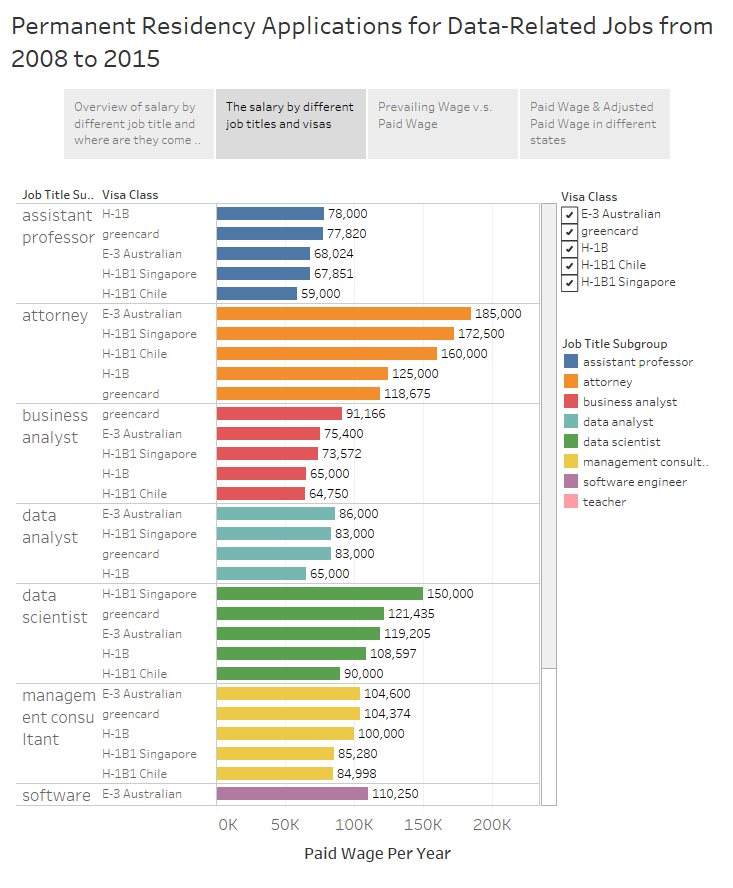 Permanent Residency Applications for Data-Related Jobs from
2008 to 2015
Overview of salary by
different job title and
where are they come ..
The salary by different
job titles and visas
Prevailing Wage v.s.
Paid Wage
Paid Wage & Adjusted
Paid Wage in different
states
Job Title Su.. Visa Class
assistant
professor
H-1B 78,000
greencard 77,820
E-3 Australian 68,024
H-1B1 Singapore 67,851
H-1B1 Chile 59,000
attorney
E-3 Australian 185,000
H-1B1 Singapore 172,500
H-1B1 Chile 160,000
H-1B 125,000
greencard 118,675
business
analyst
greencard 91,166
E-3 Australian 75,400
H-1B1 Singapore 73,572
H-1B 65,000
H-1B1 Chile 64,750
data
analyst
E-3 Australian 86,000
H-1B1 Singapore 83,000
greencard 83,000
H-1B 65,000
data
scientist
H-1B1 Singapore 150,000
greencard 121,435
E-3 Australian 119,205
H-1B 108,597
H-1B1 Chile 90,000
managem
ent consu
ltant
E-3 Australian 104,600
greencard 104,374
H-1B 100,000
H-1B1 Singapore 85,280
H-1B1 Chile 84,998
software
E-3 Australian 110,250
0K 50K 100K 150K 200K
Paid Wage Per Year
Visa Class
E-3 Australian
greencard
H-1B
H-1B1 Chile
H-1B1 Singapore
Job Title Subgroup
assistant professor
attorney
business analyst
data analyst
data scientist
management consult..
software engineer
teacher